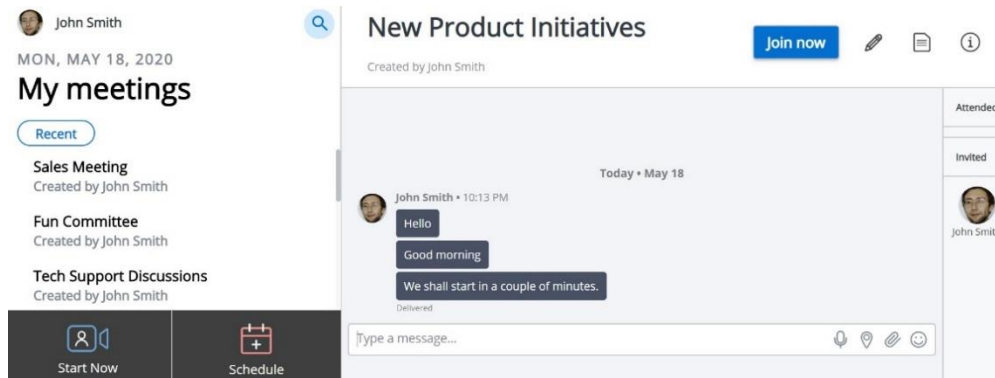 John Smith
MON, MAY 18, 2020
My meetings
Recent
Sales Meeting
Created by John Smith
Fun Committee
Created by John Smith
Tech Support Discussions
Created by John Smith
Start Now
Schedule
New Product Initiatives
Created by John Smith
Join now
Today • May 18
John Smith • 10:13 PM
Hello
Good morning
We shall start in a couple of minutes.
Delivered
Type a message...
Attended
Invited
John Smit